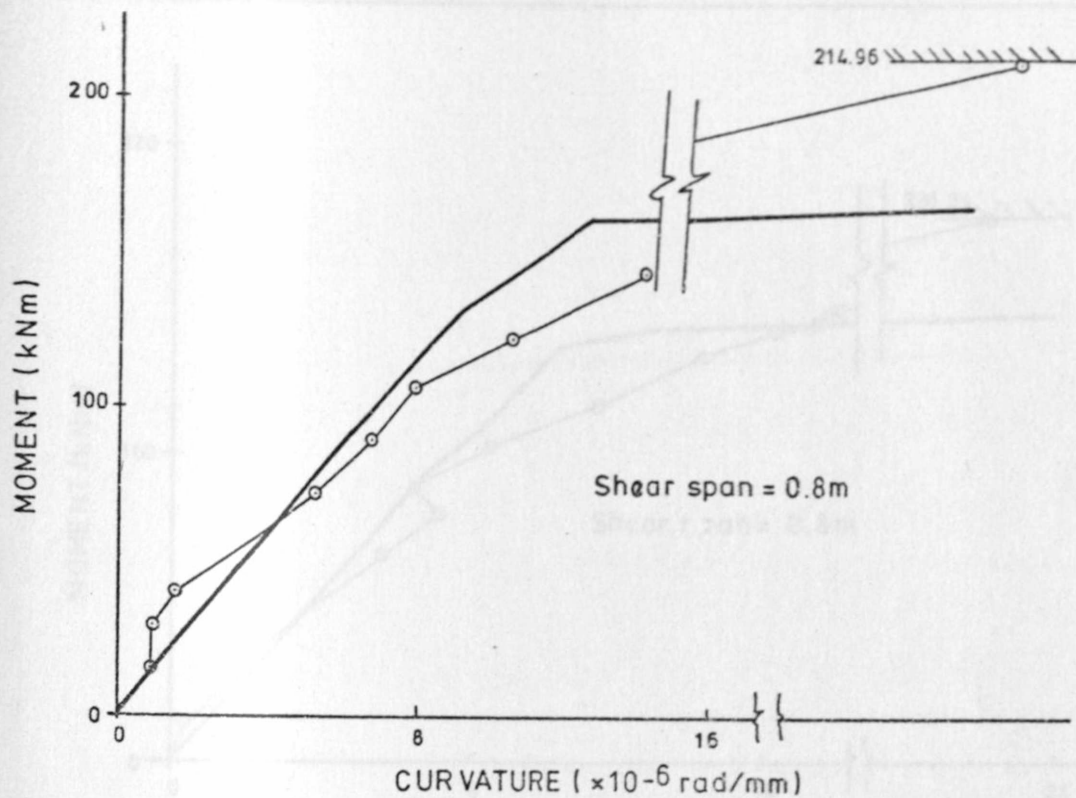 214.96
200
100
0
MOMENT (kNm)
Shear span = 0.8m
0
8
16
CURVATURE (×10-6 rad/mm)